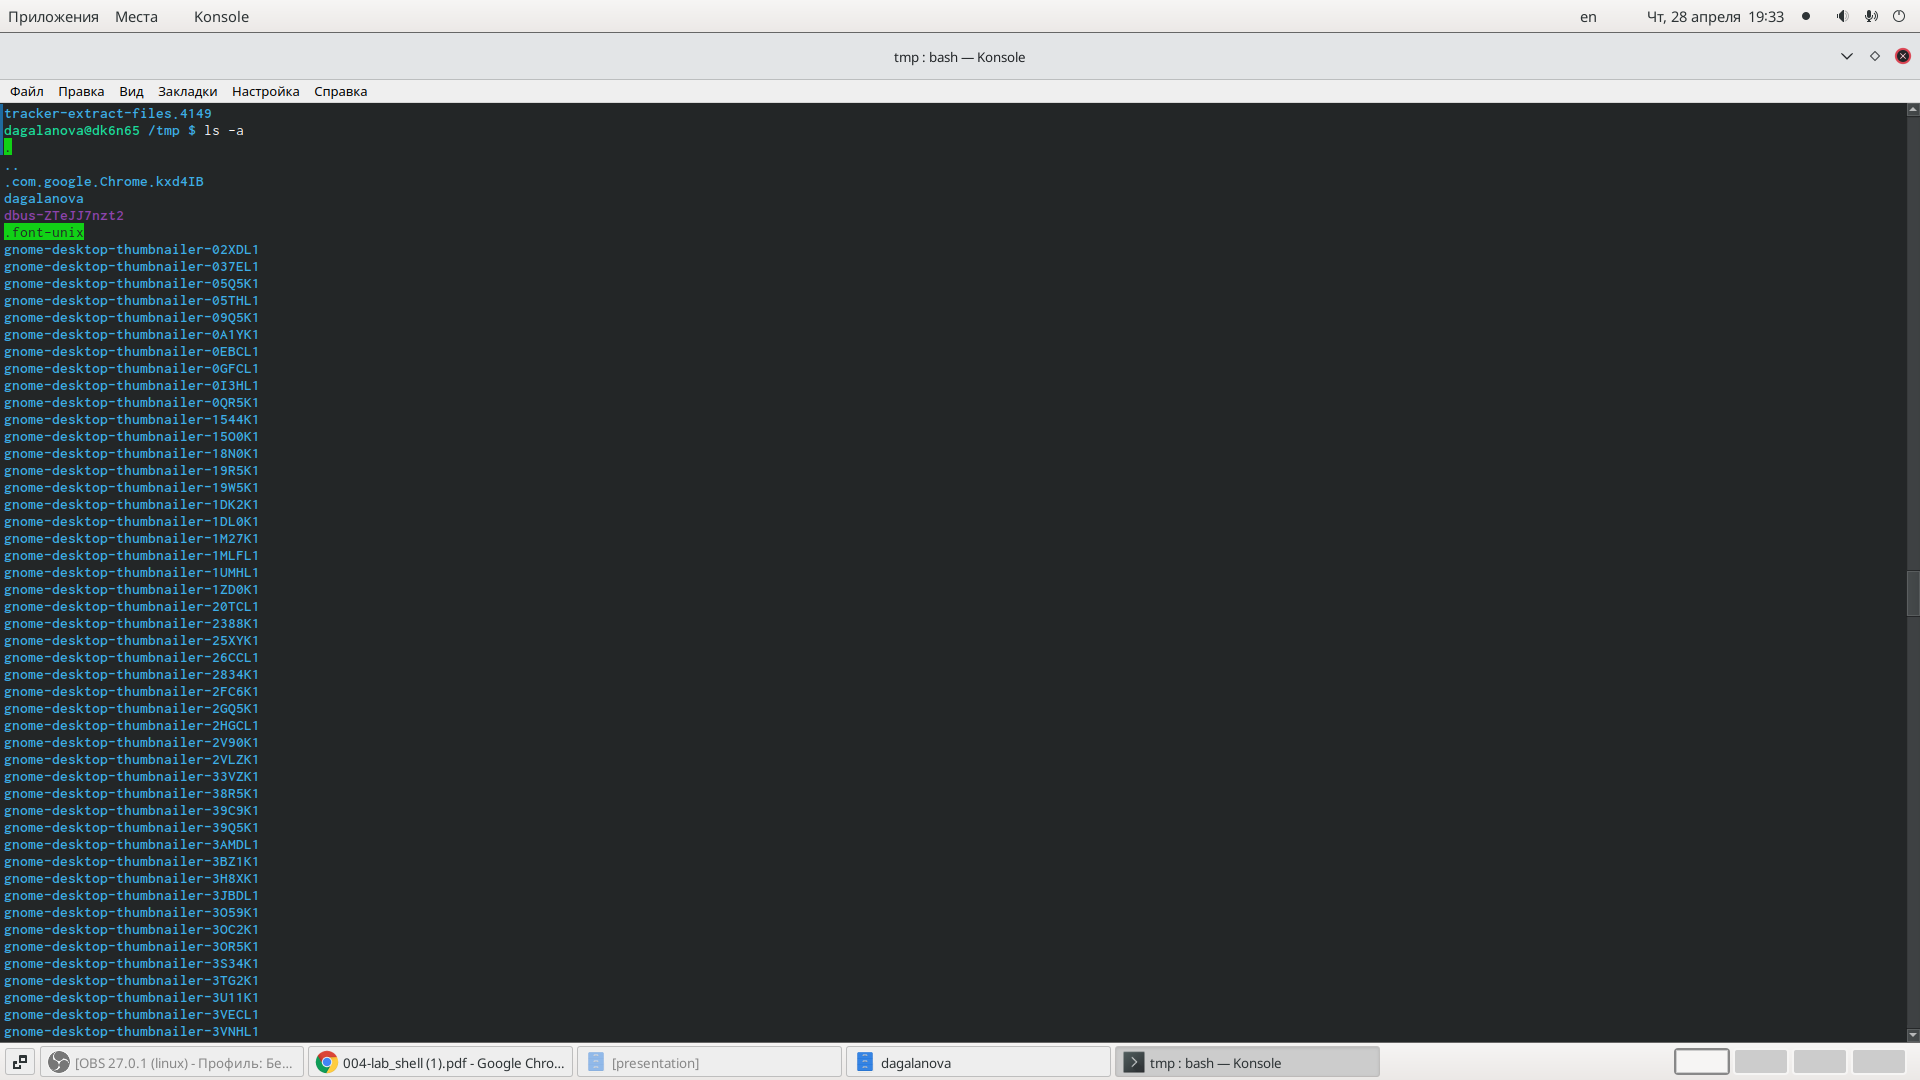 Приложения Места Konsole en Чт, 28 апреля 19:33
tmp : bash — Konsole
Файл Правка Вид Закладки Настройка Справка
tracker-extract-files.4149
dagalanova@dk6n65 /tmp $ ls -a
.
..
.com.google.Chrome.kxd4IB
dagalanova
dbus-ZTeJJ7nzt2
.font-unix
gnome-desktop-thumbnailer-02XDL1
gnome-desktop-thumbnailer-037EL1
gnome-desktop-thumbnailer-05Q5K1
gnome-desktop-thumbnailer-05THL1
gnome-desktop-thumbnailer-09Q5K1
gnome-desktop-thumbnailer-0A1YK1
gnome-desktop-thumbnailer-0EBCL1
gnome-desktop-thumbnailer-0GFCL1
gnome-desktop-thumbnailer-0I3HL1
gnome-desktop-thumbnailer-0QR5K1
gnome-desktop-thumbnailer-1544K1
gnome-desktop-thumbnailer-15O0K1
gnome-desktop-thumbnailer-18N0K1
gnome-desktop-thumbnailer-19R5K1
gnome-desktop-thumbnailer-19W5K1
gnome-desktop-thumbnailer-1DK2K1
gnome-desktop-thumbnailer-1DL0K1
gnome-desktop-thumbnailer-1M27K1
gnome-desktop-thumbnailer-1MLFL1
gnome-desktop-thumbnailer-1UMHL1
gnome-desktop-thumbnailer-1ZD0K1
gnome-desktop-thumbnailer-20TCL1
gnome-desktop-thumbnailer-2388K1
gnome-desktop-thumbnailer-25XYK1
gnome-desktop-thumbnailer-26CCL1
gnome-desktop-thumbnailer-2834K1
gnome-desktop-thumbnailer-2FC6K1
gnome-desktop-thumbnailer-2GQ5K1
gnome-desktop-thumbnailer-2HGCL1
gnome-desktop-thumbnailer-2V90K1
gnome-desktop-thumbnailer-2VLZK1
gnome-desktop-thumbnailer-33VZK1
gnome-desktop-thumbnailer-38R5K1
gnome-desktop-thumbnailer-39C9K1
gnome-desktop-thumbnailer-39Q5K1
gnome-desktop-thumbnailer-3AMDL1
gnome-desktop-thumbnailer-3BZ1K1
gnome-desktop-thumbnailer-3H8XK1
gnome-desktop-thumbnailer-3JBDL1
gnome-desktop-thumbnailer-3O59K1
gnome-desktop-thumbnailer-3OC2K1
gnome-desktop-thumbnailer-3OR5K1
gnome-desktop-thumbnailer-3S34K1
gnome-desktop-thumbnailer-3TG2K1
gnome-desktop-thumbnailer-3U11K1
gnome-desktop-thumbnailer-3VECL1
gnome-desktop-thumbnailer-3VNHL1
[OBS 27.0.1 (linux) - Профиль: Бе... 004-lab_shell (1).pdf - Google Chro... [presentation] dagalanova tmp : bash — Konsole